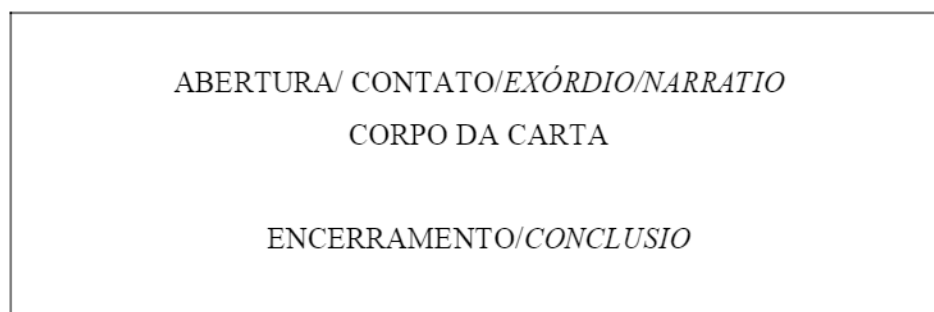 ABERTURA/ CONTATO/EXÓRDIO/NARRATIO
CORPO DA CARTA
ENCERRAMENTO/CONCLUSIO